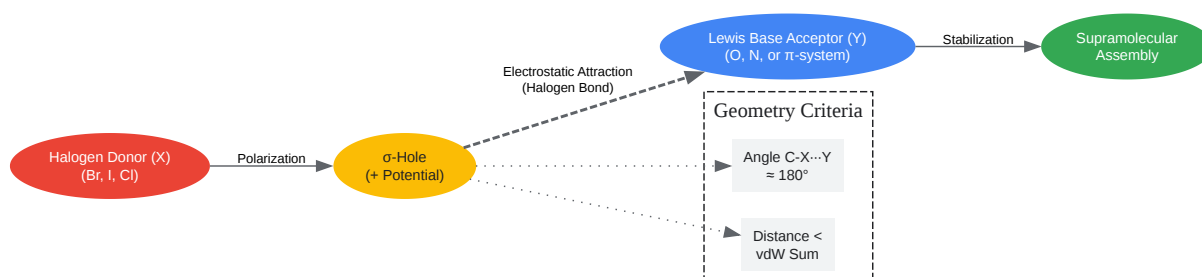 Lewis Base Acceptor (Y)
(O, N, or π-system)
Stabilization
Supramolecular
Assembly
Electrostatic Attraction
(Halogen Bond)
Geometry Criteria
Halogen Donor (X)
(Br, I, Cl)
Polarization
σ-Hole
(+ Potential)
Angle C-X···Y
≈ 180°
Distance <
vdW Sum